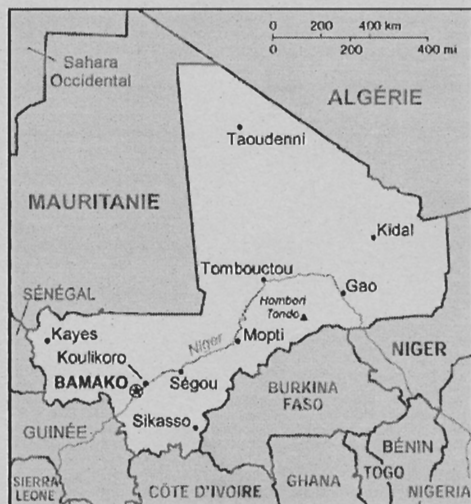 0 200 400 km
0 200 400 mi
Sahara
Occidental
ALGÉRIE
Taoudenni
MAURITANIE
Kidal
Tombouctou
Gao
SÉNÉGAL
Hombori
Tondo
Kayes
Niger
Mopti
NIGER
Koulikoro
BAMAKO
Ségou
BURKINA
FASO
Sikasso
GUINÉE
BÉNIN
SIERRA
LEONE
CÔTE D'IVOIRE
GHANA
TOGO
NIGERIA